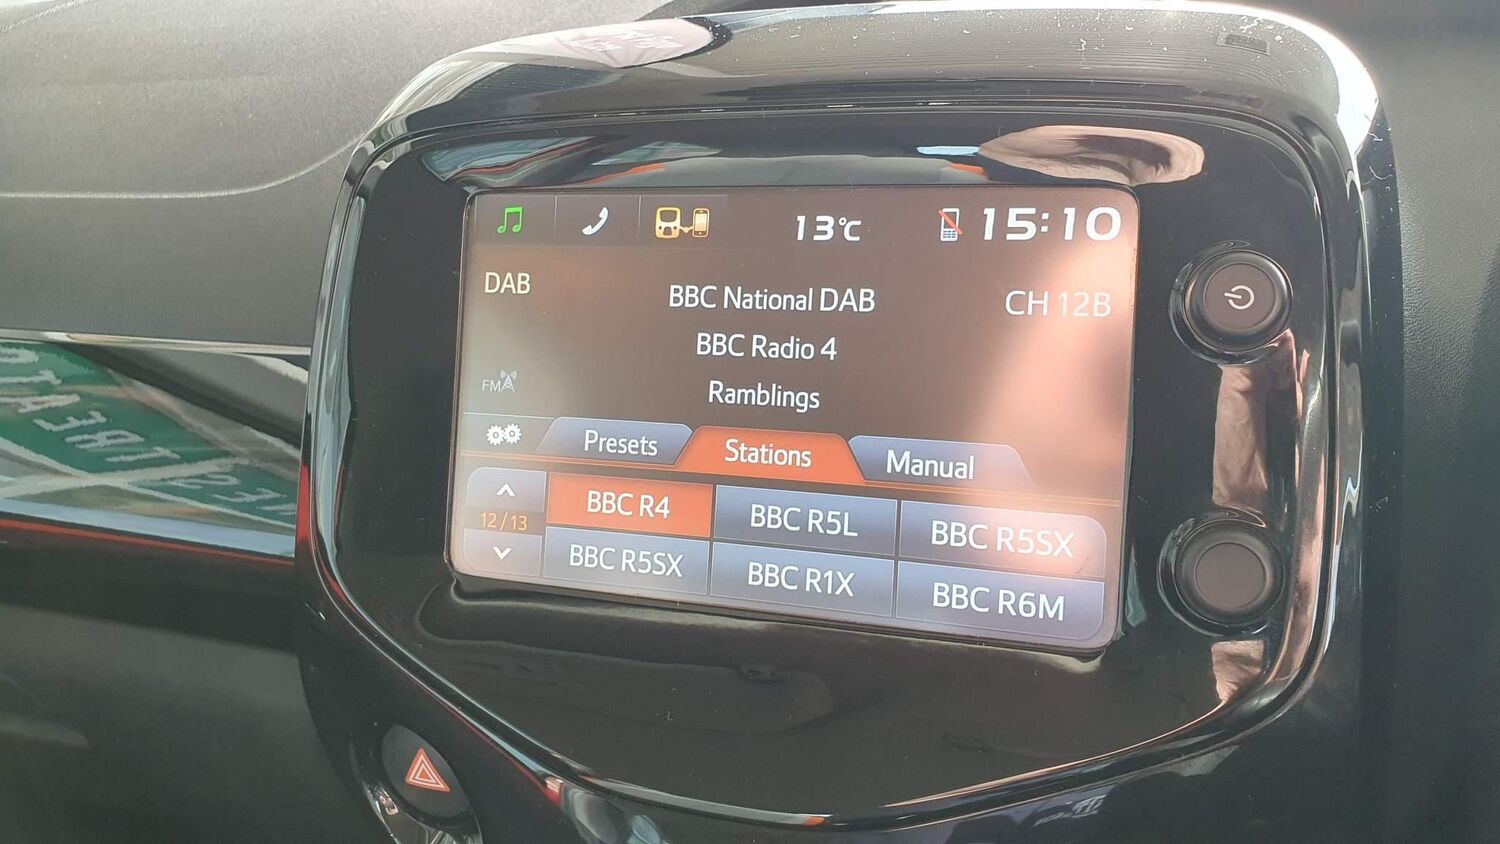 13°C
15:10
DAB
BBC National DAB
CH 12B
BBC Radio 4
FM
Ramblings
Presets
Stations
Manual
BBC R4
BBC R5L
BBC R5SX
12/13
BBC R5SX
BBC R1X
BBC R6M